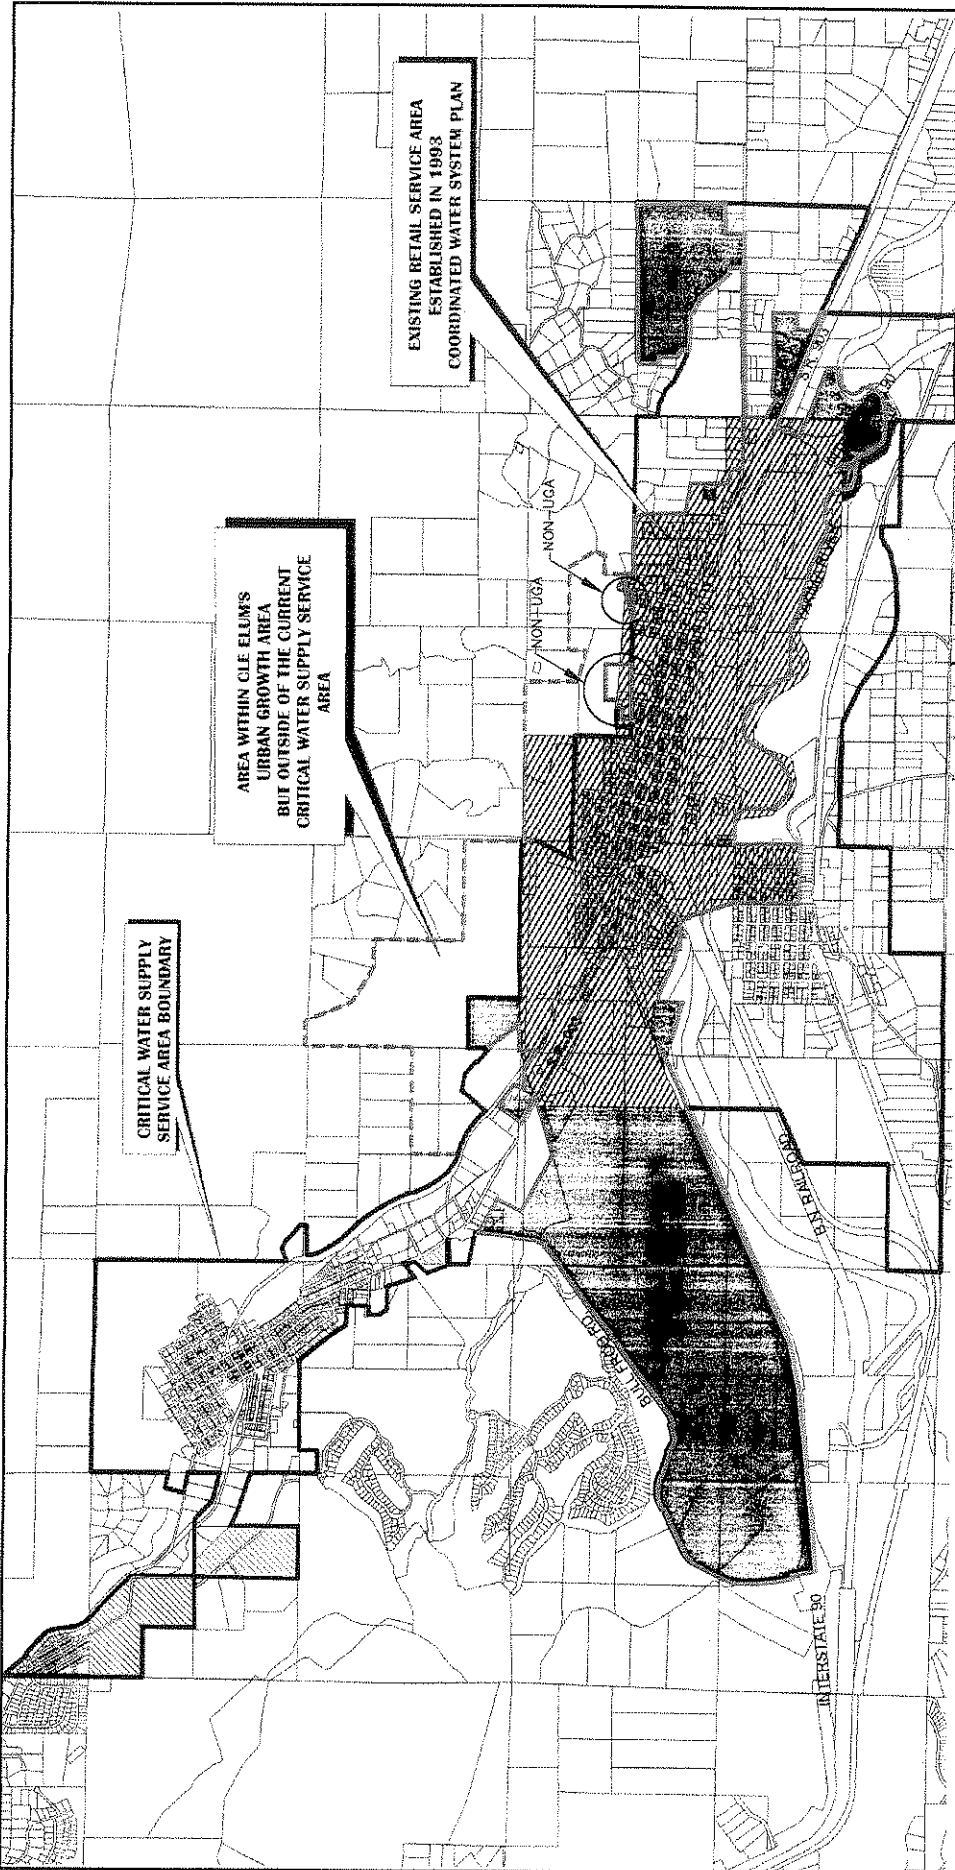 CRITICAL WATER SUPPLY
SERVICE AREA BOUNDARY
AREA WITHIN CLE ELUM'S
URBAN GROWTH AREA
BUT OUTSIDE OF THE CURRENT
CRITICAL WATER SUPPLY SERVICE
AREA
EXISTING RETAIL SERVICE AREA
ESTABLISHED IN 1993
COORDINATED WATER SYSTEM PLAN
NON-UGA
NON-UGA
BULL FROG RD
BN RAILROAD
INTERSTATE 90